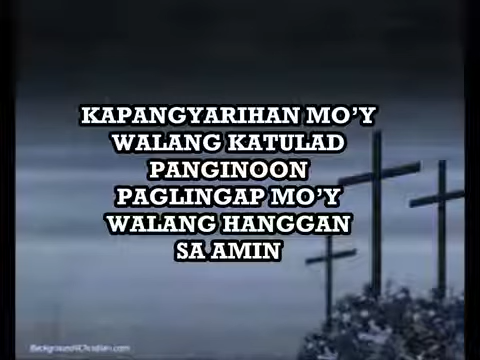 KAPANGYARIHAN MO’Y
WALANG KATULAD
PANGINOON
PAGLINGAP MO’Y
WALANG HANGGAN
SA AMIN